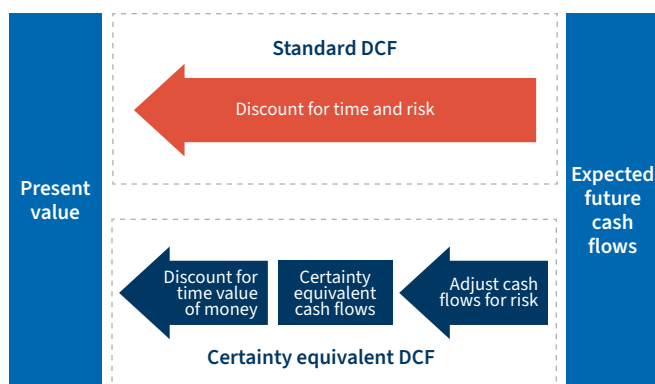 Standard DCF
Discount for time and risk
Present
value
Expected
future
cash
flows
Discount for
time value
of money
Certainty
equivalent
cash flows
Adjust cash
flows for risk
Certainty equivalent DCF